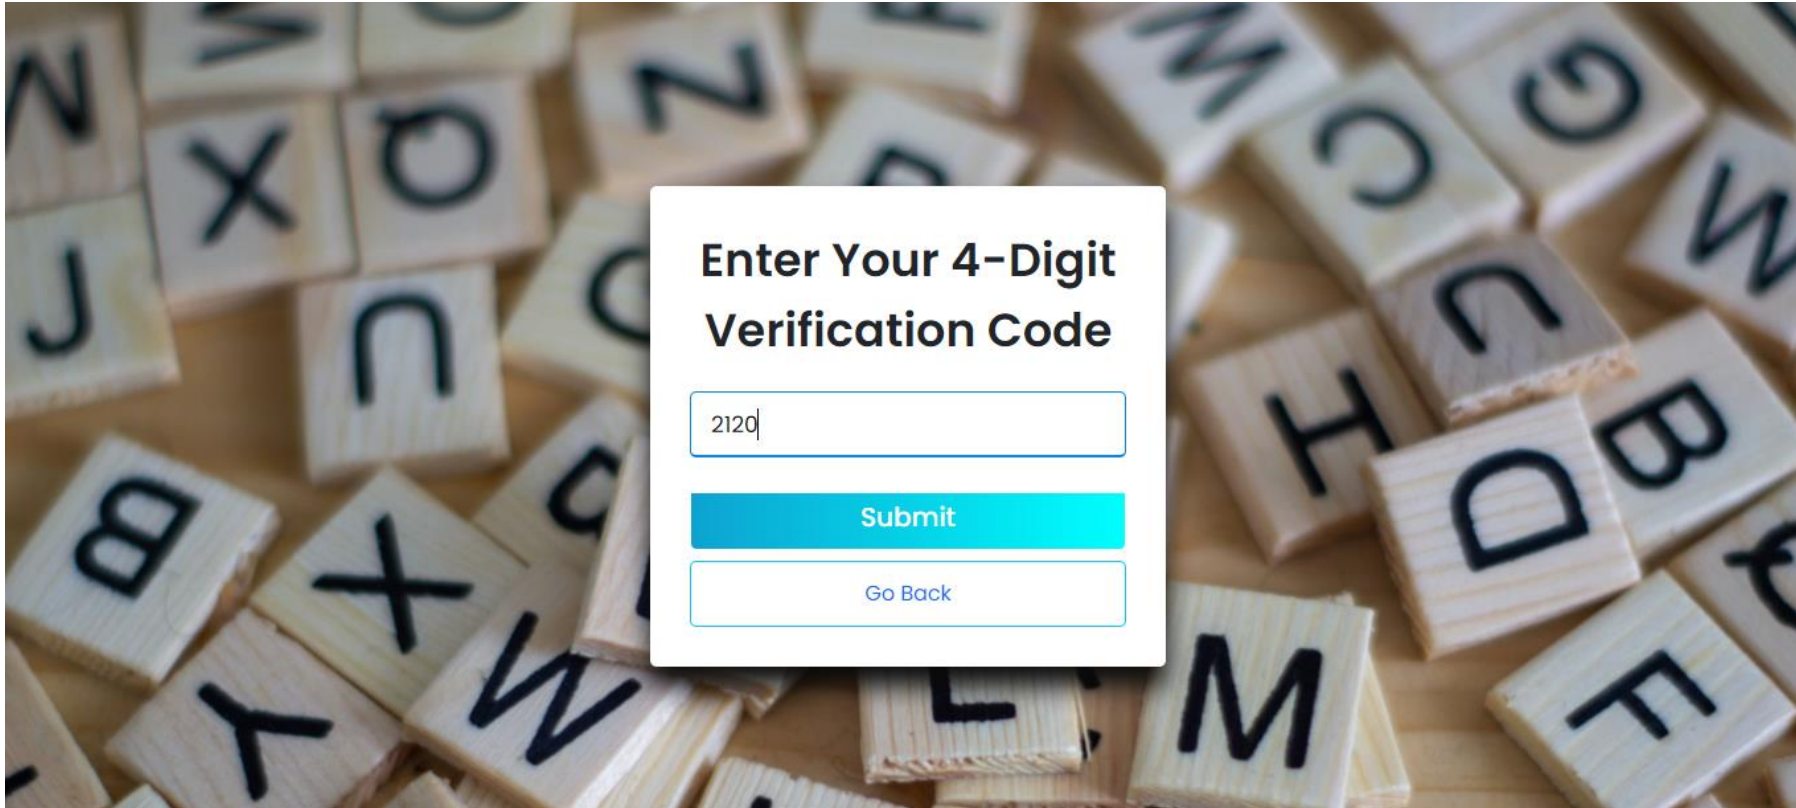 Enter Your 4-Digit
Verification Code
2120
Submit
Go Back